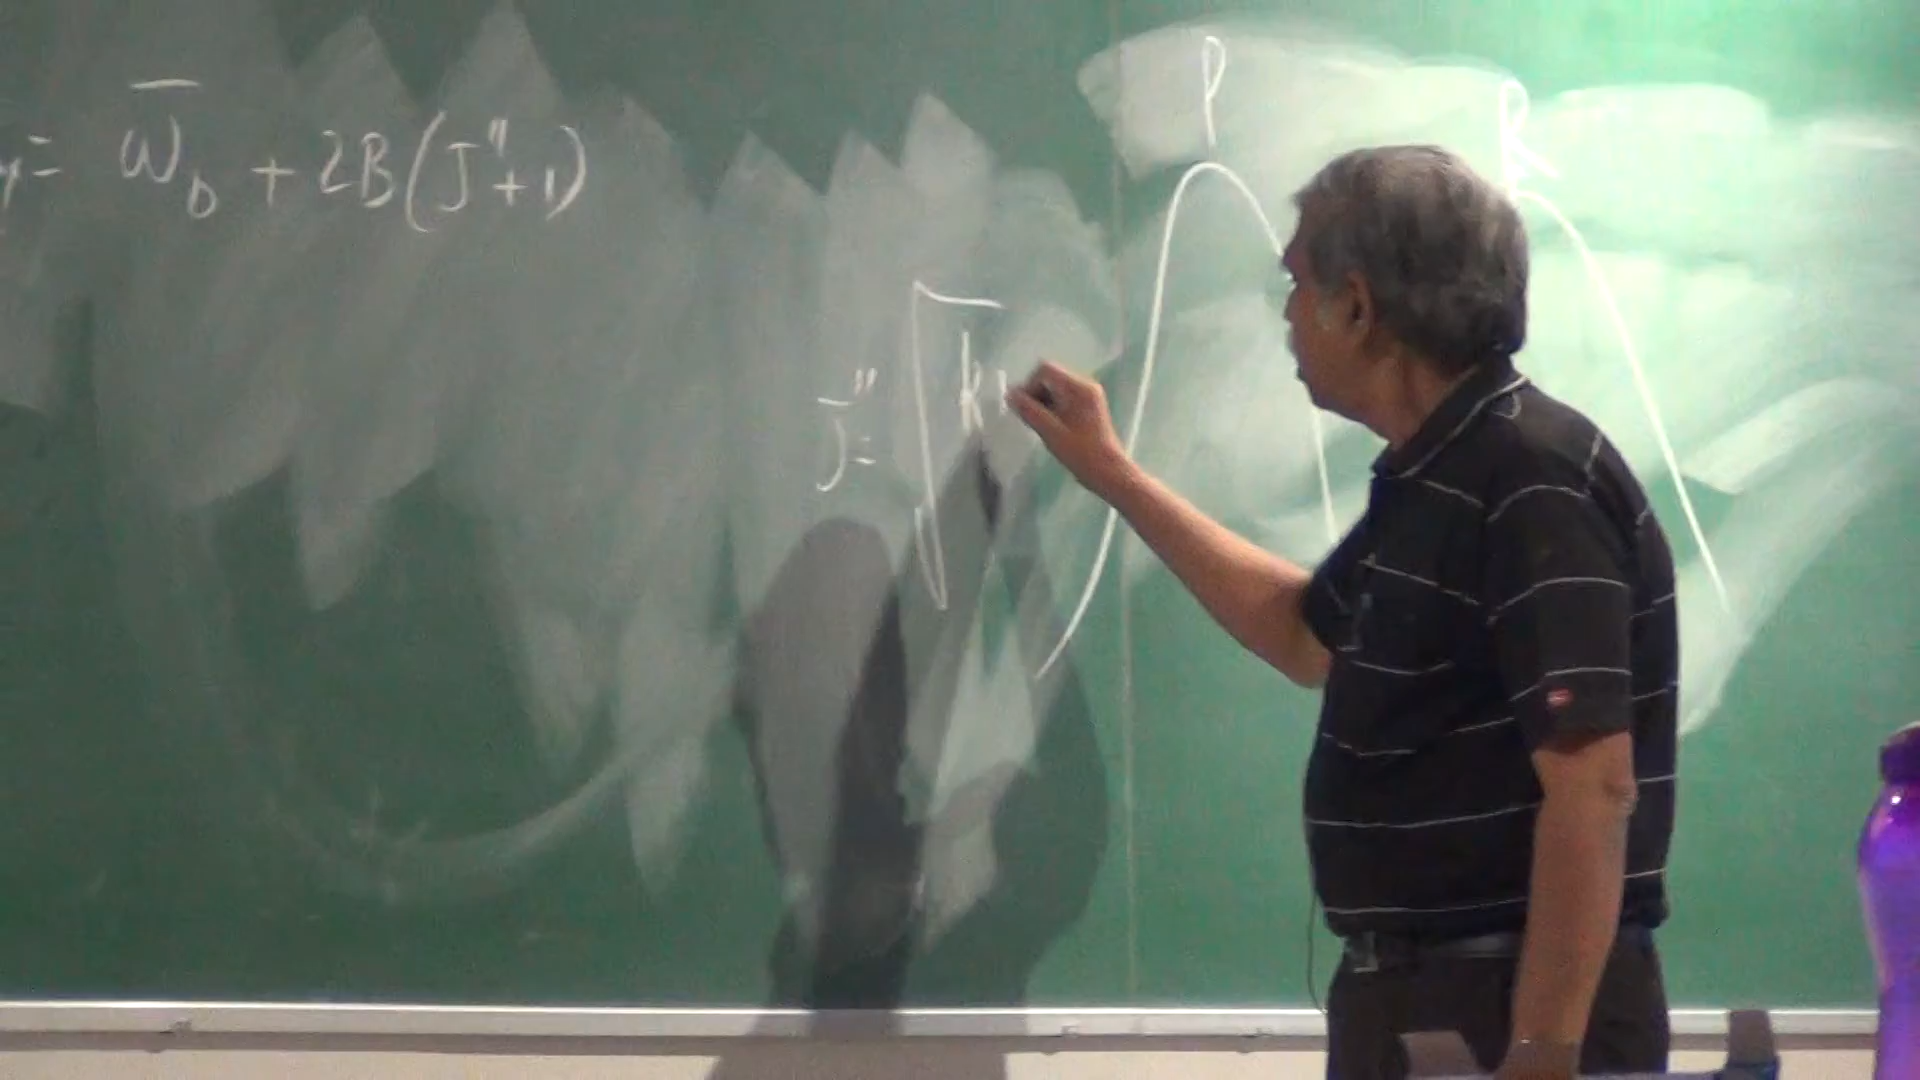 = ω̄₀ + 2B(J"+1)
P
R
J" = √k